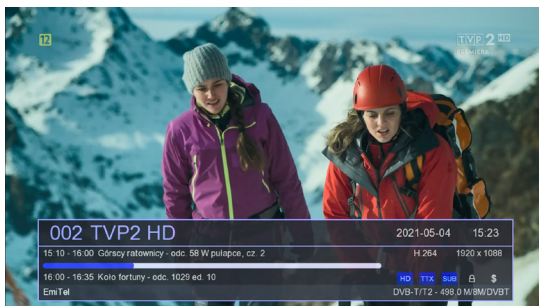 12
TVP 2 HD
PREMIERA
002 TVP2 HD
2021-05-04 15:23
15:10 - 16:00 Górscy ratownicy - odc. 58 W pułapce, cz. 2
H.264 1920 x 1088
16:00 - 16:35 Koło fortuny - odc. 1029 ed. 10
HD TTX SUB $
EmiTel
DVB-T/T2 - 498.0 M/8M/DVBT